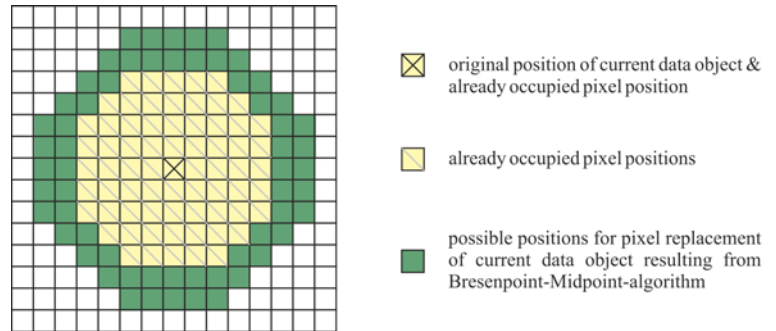 original position of current data object &
already occupied pixel position
already occupied pixel positions
possible positions for pixel replacement
of current data object resulting from
Bresenpoint-Midpoint-algorithm